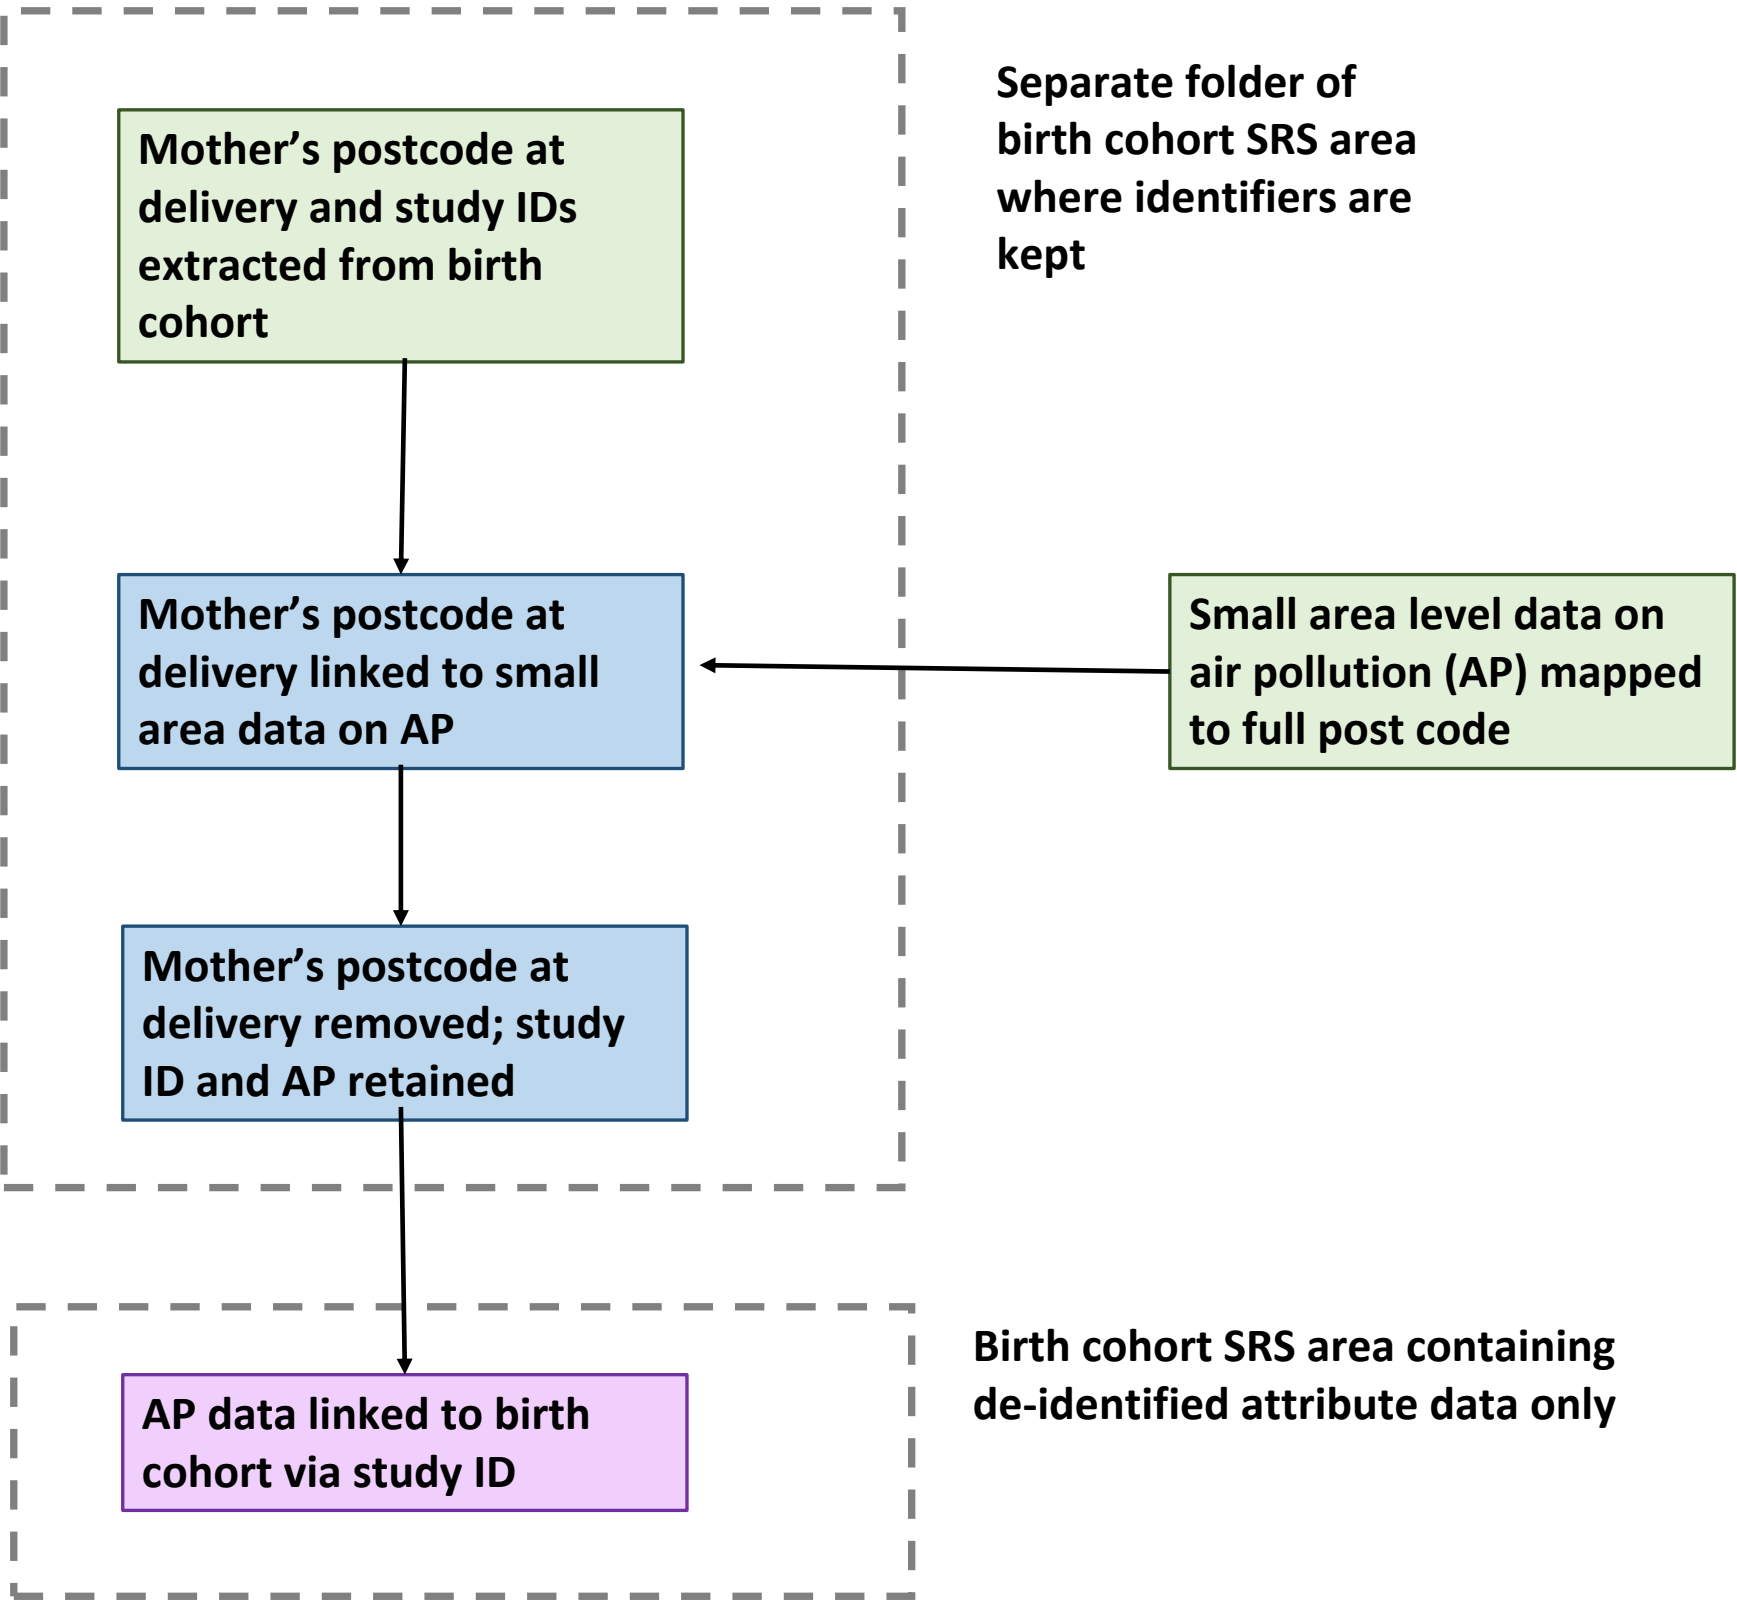 Separate folder of
birth cohort SRS area
where identifiers are
kept
Mother’s postcode at
delivery and study IDs
extracted from birth
cohort
Mother’s postcode at
delivery linked to small
area data on AP
Small area level data on
air pollution (AP) mapped
to full post code
Mother’s postcode at
delivery removed; study
ID and AP retained
Birth cohort SRS area containing
de-identified attribute data only
AP data linked to birth
cohort via study ID